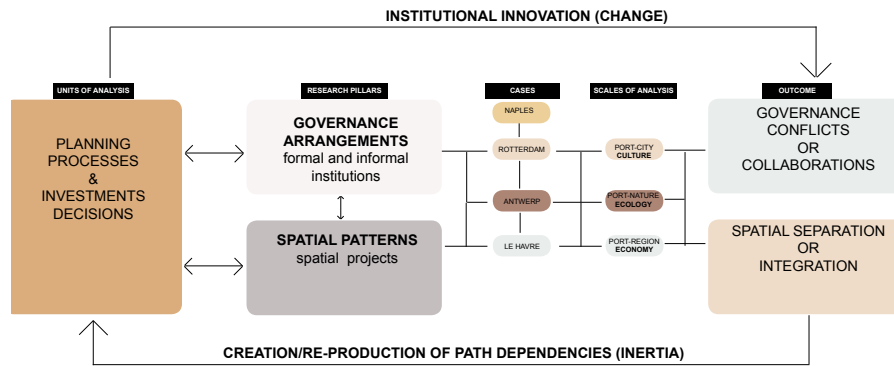 INSTITUTIONAL INNOVATION (CHANGE)
UNITS OF ANALYSIS
RESEARCH PILLARS
CASES
SCALES OF ANALYSIS
OUTCOME
PLANNING
PROCESSES
&
INVESTMENTS
DECISIONS
GOVERNANCE
ARRANGEMENTS
formal and informal
institutions
SPATIAL PATTERNS
spatial projects
NAPLES
ROTTERDAM
ANTWERP
LE HAVRE
PORT-CITY
CULTURE
PORT-NATURE
ECOLOGY
PORT-REGION
ECONOMY
GOVERNANCE
CONFLICTS
OR
COLLABORATIONS
SPATIAL SEPARATION
OR
INTEGRATION
CREATION/RE-PRODUCTION OF PATH DEPENDENCIES (INERTIA)